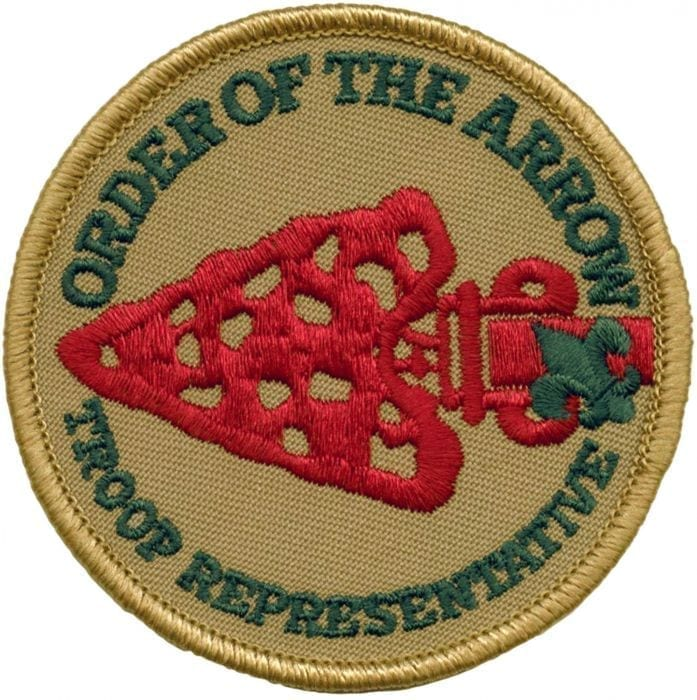 ORDER OF THE ARROW
TROOP REPRESENTATIVE